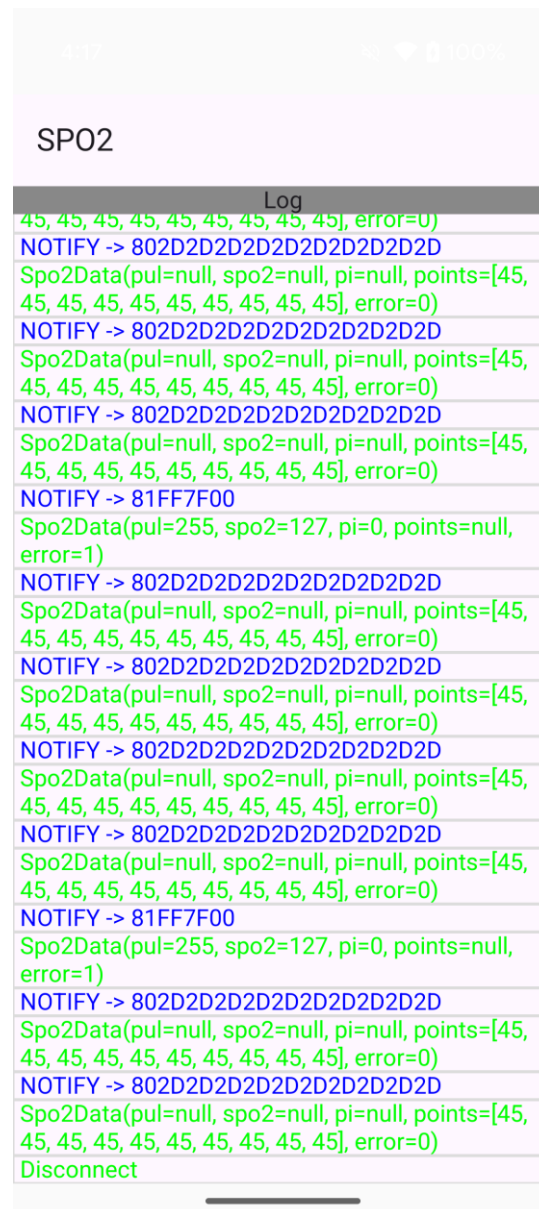 4:17
100%
SPO2
Log
45, 45, 45, 45, 45, 45, 45, 45, 45], error=0)
NOTIFY -> 802D2D2D2D2D2D2D2D2D2D
Spo2Data(pul=null, spo2=null, pi=null, points=[45,
45, 45, 45, 45, 45, 45, 45, 45, 45], error=0)
NOTIFY -> 802D2D2D2D2D2D2D2D2D2D
Spo2Data(pul=null, spo2=null, pi=null, points=[45,
45, 45, 45, 45, 45, 45, 45, 45, 45], error=0)
NOTIFY -> 802D2D2D2D2D2D2D2D2D2D
Spo2Data(pul=null, spo2=null, pi=null, points=[45,
45, 45, 45, 45, 45, 45, 45, 45, 45], error=0)
NOTIFY -> 81FF7F00
Spo2Data(pul=255, spo2=127, pi=0, points=null,
error=1)
NOTIFY -> 802D2D2D2D2D2D2D2D2D2D
Spo2Data(pul=null, spo2=null, pi=null, points=[45,
45, 45, 45, 45, 45, 45, 45, 45, 45], error=0)
NOTIFY -> 802D2D2D2D2D2D2D2D2D2D
Spo2Data(pul=null, spo2=null, pi=null, points=[45,
45, 45, 45, 45, 45, 45, 45, 45, 45], error=0)
NOTIFY -> 802D2D2D2D2D2D2D2D2D2D
Spo2Data(pul=null, spo2=null, pi=null, points=[45,
45, 45, 45, 45, 45, 45, 45, 45, 45], error=0)
NOTIFY -> 802D2D2D2D2D2D2D2D2D2D
Spo2Data(pul=null, spo2=null, pi=null, points=[45,
45, 45, 45, 45, 45, 45, 45, 45, 45], error=0)
NOTIFY -> 81FF7F00
Spo2Data(pul=255, spo2=127, pi=0, points=null,
error=1)
NOTIFY -> 802D2D2D2D2D2D2D2D2D2D
Spo2Data(pul=null, spo2=null, pi=null, points=[45,
45, 45, 45, 45, 45, 45, 45, 45, 45], error=0)
NOTIFY -> 802D2D2D2D2D2D2D2D2D2D
Spo2Data(pul=null, spo2=null, pi=null, points=[45,
45, 45, 45, 45, 45, 45, 45, 45, 45], error=0)
Disconnect